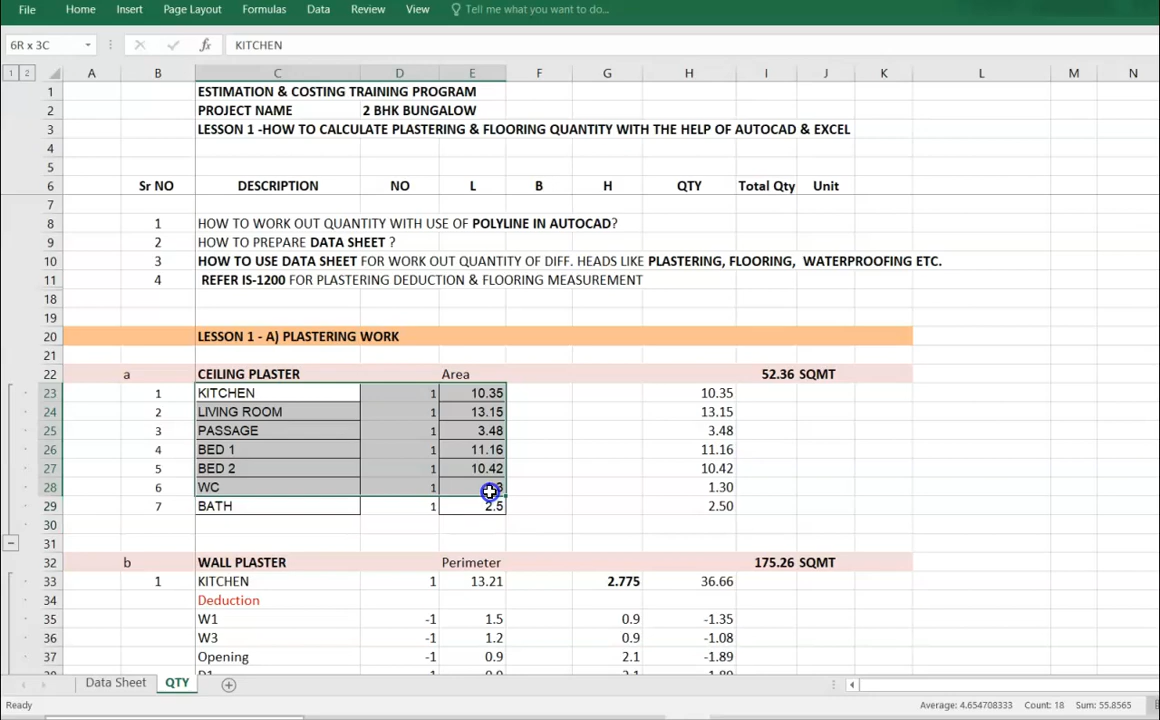 File Home Insert Page Layout Formulas Data Review View Tell me what you want to do...
6R x 3C fx KITCHEN
1 2 A B C D E F G H I J K L M N
1 ESTIMATION & COSTING TRAINING PROGRAM
2 PROJECT NAME 2 BHK BUNGALOW
3 LESSON 1 -HOW TO CALCULATE PLASTERING & FLOORING QUANTITY WITH THE HELP OF AUTOCAD & EXCEL
4
5
6 Sr NO DESCRIPTION NO L B H QTY Total Qty Unit
7
8 1 HOW TO WORK OUT QUANTITY WITH USE OF POLYLINE IN AUTOCAD?
9 2 HOW TO PREPARE DATA SHEET ?
10 3 HOW TO USE DATA SHEET FOR WORK OUT QUANTITY OF DIFF. HEADS LIKE PLASTERING, FLOORING, WATERPROOFING ETC.
11 4 REFER IS-1200 FOR PLASTERING DEDUCTION & FLOORING MEASUREMENT
18
19
20 LESSON 1 - A) PLASTERING WORK
21
22 a CEILING PLASTER Area 52.36 SQMT
23 1 KITCHEN 1 10.35 10.35
24 2 LIVING ROOM 1 13.15 13.15
25 3 PASSAGE 1 3.48 3.48
26 4 BED 1 1 11.16 11.16
27 5 BED 2 1 10.42 10.42
28 6 WC 1 1.30
29 7 BATH 1 2.5 2.50
30
31
32 b WALL PLASTER Perimeter 175.26 SQMT
33 1 KITCHEN 1 13.21 2.775 36.66
34 Deduction
35 W1 -1 1.5 0.9 -1.35
36 W3 -1 1.2 0.9 -1.08
37 Opening -1 0.9 2.1 -1.89
Data Sheet QTY
Ready Average: 4.654708333 Count: 18 Sum: 55.8565